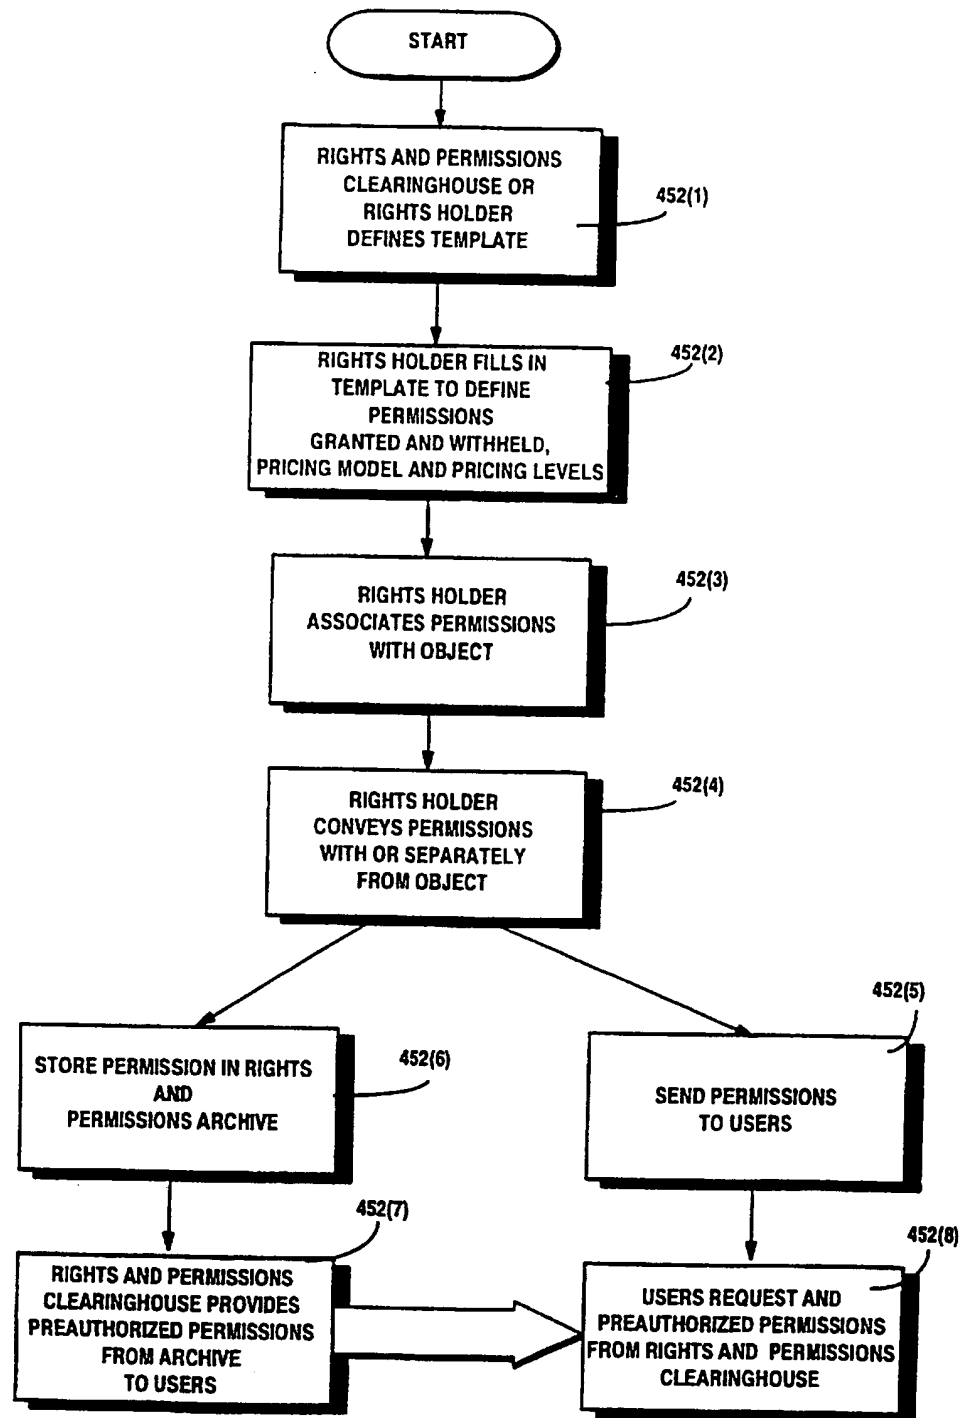 START
RIGHTS AND PERMISSIONS
CLEARINGHOUSE OR
RIGHTS HOLDER
DEFINES TEMPLATE
452(1)
RIGHTS HOLDER FILLS IN
TEMPLATE TO DEFINE
PERMISSIONS
GRANTED AND WITHHELD,
PRICING MODEL AND PRICING LEVELS
452(2)
RIGHTS HOLDER
ASSOCIATES PERMISSIONS
WITH OBJECT
452(3)
RIGHTS HOLDER
CONVEYS PERMISSIONS
WITH OR SEPARATELY
FROM OBJECT
452(4)
STORE PERMISSION IN RIGHTS
AND
PERMISSIONS ARCHIVE
452(6)
SEND PERMISSIONS
TO USERS
452(5)
RIGHTS AND PERMISSIONS
CLEARINGHOUSE PROVIDES
PREAUTHORIZED PERMISSIONS
FROM ARCHIVE
TO USERS
452(7)
USERS REQUEST AND
PREAUTHORIZED PERMISSIONS
FROM RIGHTS AND PERMISSIONS
CLEARINGHOUSE
452(8)